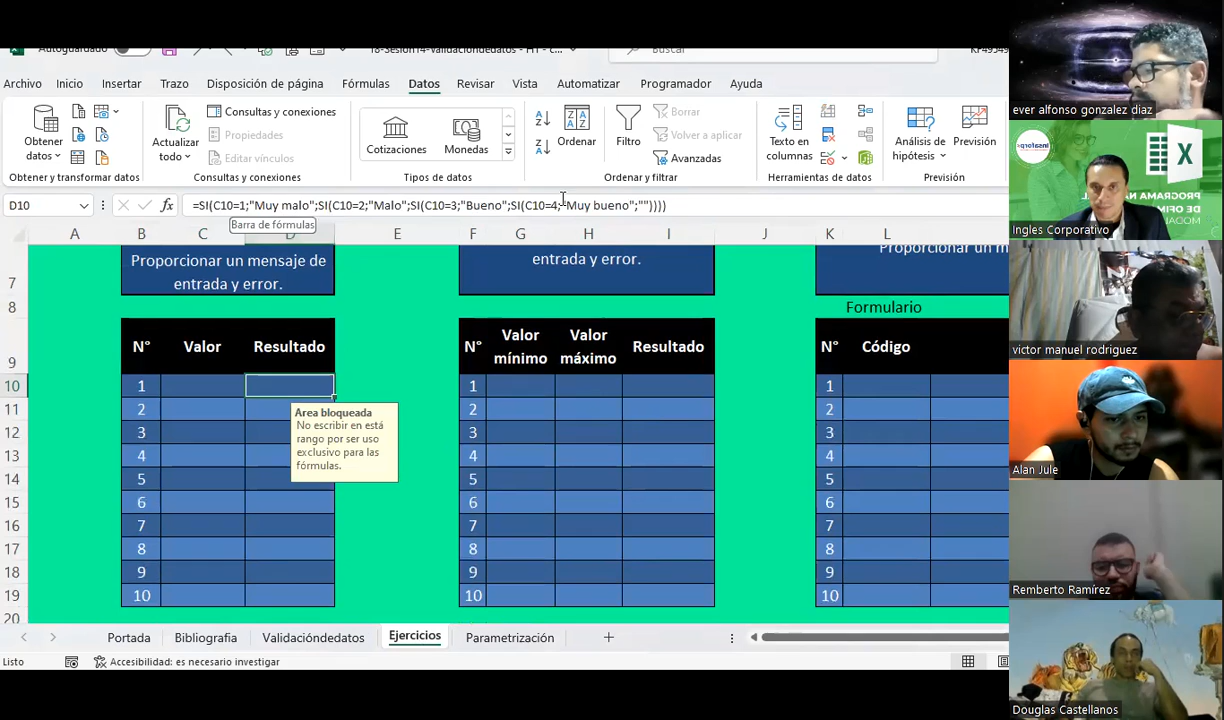 Autoguardado
18-Sesión14-Validacióndedatos - HT - c...
Buscar
Archivo Inicio Insertar Trazo Disposición de página Fórmulas Datos Revisar Vista Automatizar Programador Ayuda
Obtener datos
Obtener y transformar datos
Actualizar todo
Consultas y conexiones
Propiedades
Editar vínculos
Consultas y conexiones
Cotizaciones
Monedas
Tipos de datos
Ordenar
Filtro
Borrar
Volver a aplicar
Avanzadas
Ordenar y filtrar
Texto en columnas
Herramientas de datos
Análisis de hipótesis
Previsión
Previsión
D10
fx
=SI(C10=1;"Muy malo";SI(C10=2;"Malo";SI(C10=3;"Bueno";SI(C10=4;"Muy bueno";""))))
Barra de fórmulas
A B C D E F G H I J K L
7
Proporcionar un mensaje de
entrada y error.
entrada y error.
8
Formulario
9
N° Valor Resultado
N° Valor mínimo Valor máximo Resultado
N° Código
10 1 1 1
11 2 2 2
12 3 3 3
13 4 4 4
14 5 5 5
15 6 6 6
16 7 7 7
17 8 8 8
18 9 9 9
19 10 10 10
20
Area bloqueada
No escribir en está
rango por ser uso
exclusivo para las
fórmulas.
Portada Bibliografia Validacióndedatos Ejercicios Parametrización
Listo
Accesibilidad: es necesario investigar
ever alfonso gonzalez diaz
insaforp
X
Ingles Corporativo
victor manuel rodriguez
Alan Jule
Remberto Ramírez
Douglas Castellanos